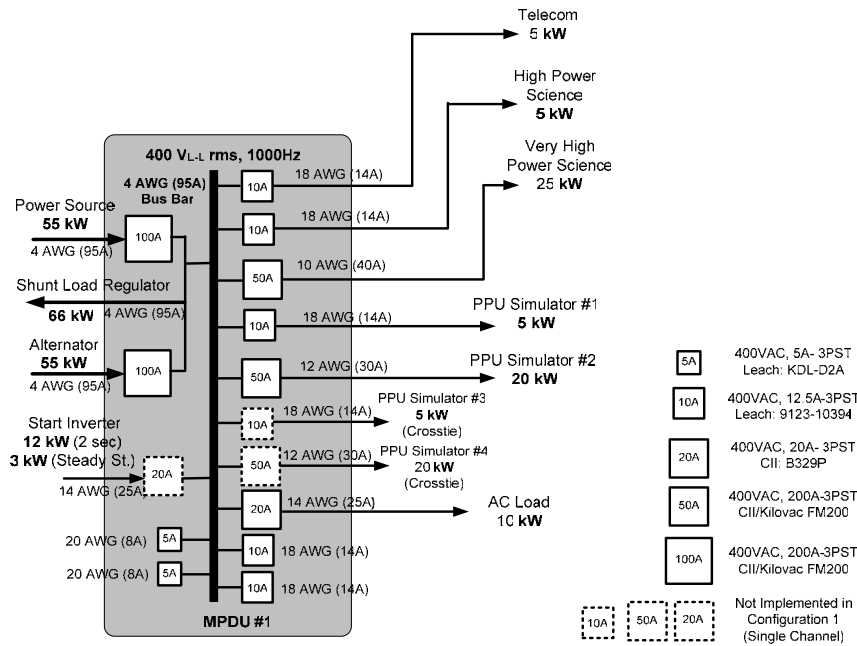 Telecom
5 kW
High Power
Science
5 kW
Very High
Power Science
25 kW
400 VL-L rms, 1000Hz
4 AWG (95A)
Bus Bar
Power Source
55 kW
4 AWG (95A)
100A
Shunt Load Regulator
66 kW
4 AWG (95A)
Alternator
55 kW
4 AWG (95A)
100A
Start Inverter
12 kW (2 sec)
3 kW (Steady St.)
14 AWG (25A)
20A
20 AWG (8A)
5A
20 AWG (8A)
5A
10A
18 AWG (14A)
10A
18 AWG (14A)
50A
10 AWG (40A)
10A
18 AWG (14A)
PPU Simulator #1
5 kW
50A
12 AWG (30A)
PPU Simulator #2
20 kW
10A
18 AWG (14A)
PPU Simulator #3
5 kW
(Crosstie)
50A
12 AWG (30A)
PPU Simulator #4
20 kW
(Crosstie)
20A
14 AWG (25A)
AC Load
10 kW
10A
18 AWG (14A)
10A
18 AWG (14A)
MPDU #1
5A
400VAC, 5A- 3PST
Leach: KDL-D2A
10A
400VAC, 12.5A-3PST
Leach: 9123-10394
20A
400VAC, 20A- 3PST
CII: B329P
50A
400VAC, 200A-3PST
CII/Kilovac FM200
100A
400VAC, 200A-3PST
CII/Kilovac FM200
10A
50A
20A
Not Implemented in
Configuration 1
(Single Channel)